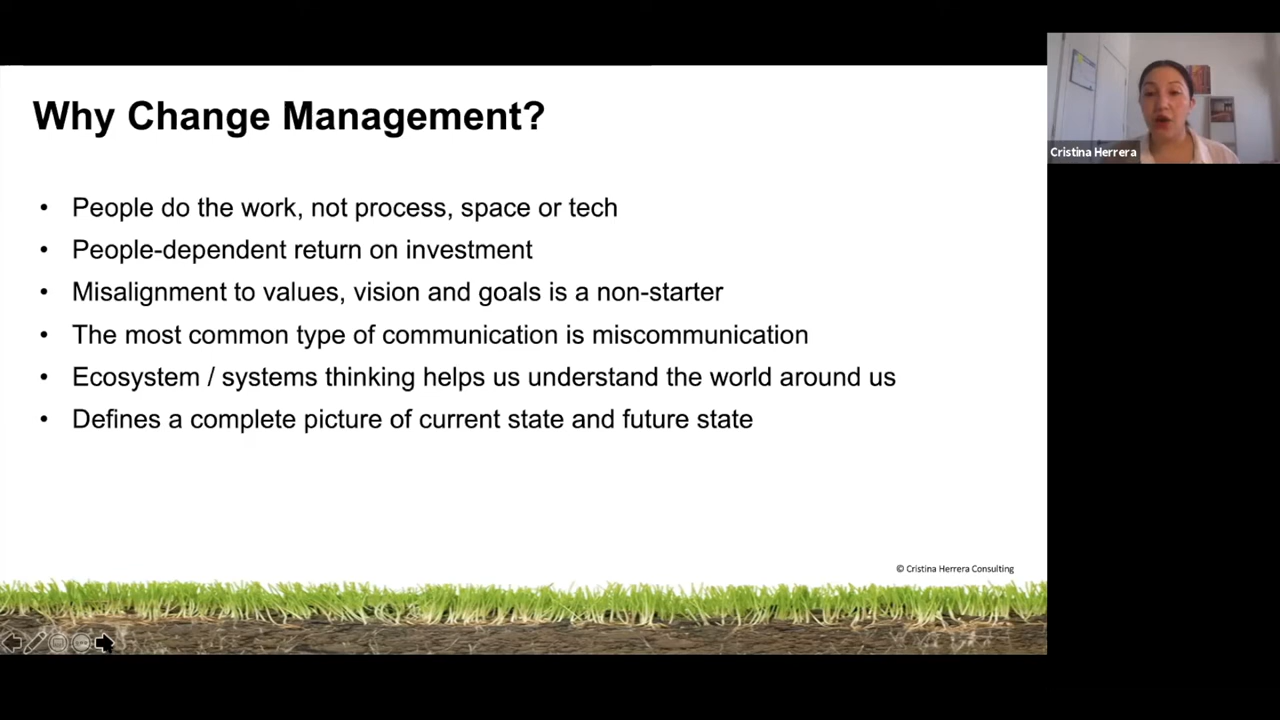 Why Change Management?
• People do the work, not process, space or tech
• People-dependent return on investment
• Misalignment to values, vision and goals is a non-starter
• The most common type of communication is miscommunication
• Ecosystem / systems thinking helps us understand the world around us
• Defines a complete picture of current state and future state
© Cristina Herrera Consulting
Cristina Herrera